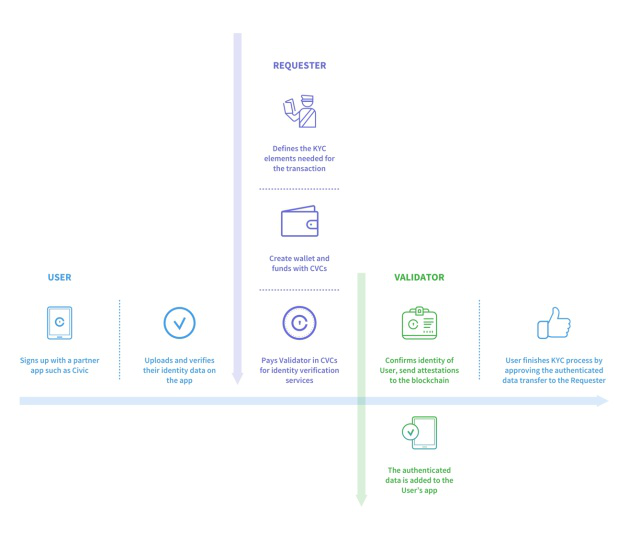 REQUESTER
Defines the KYC
elements needed for
the transaction
Create wallet and
funds with CVCs
USER
VALIDATOR
Signs up with a partner
app such as Civic
Uploads and verifies
their identity data on
the app
Pays Validator in CVCs
for identity verification
services
Confirms identity of
User, send attestations
to the blockchain
User finishes KYC process by
approving the authenticated
data transfer to the Requester
The authenticated
data is added to the
User's app